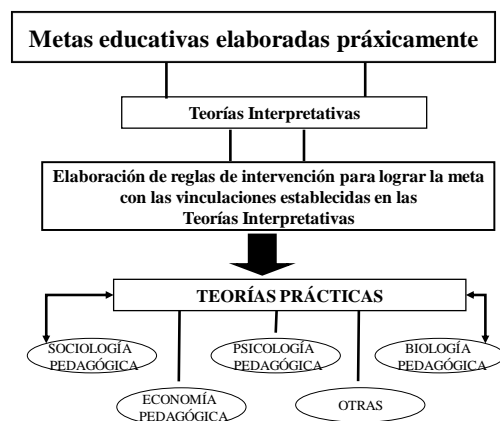 Metas educativas elaboradas práxicamente
Teorías Interpretativas
Elaboración de reglas de intervención para lograr la meta
con las vinculaciones establecidas en las
Teorías Interpretativas
TEORÍAS PRÁCTICAS
SOCIOLOGÍA
PEDAGÓGICA
PSICOLOGÍA
PEDAGÓGICA
BIOLOGÍA
PEDAGÓGICA
ECONOMÍA
PEDAGÓGICA
OTRAS